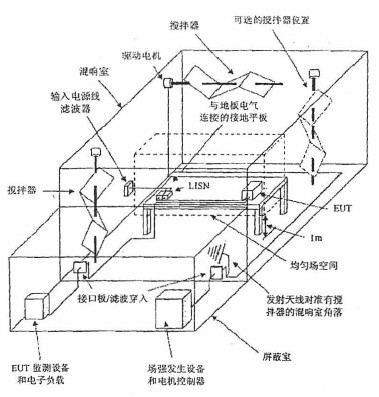 搅拌器
可选的搅拌器位置
驱动电机
混响室
与地板电气
连接的接地平板
输入电源线
滤波器
搅拌器
LISN
EUT
1m
均匀场空间
接口板/滤波穿入
发射天线对准有搅
拌器的混响室角落
屏蔽室
EUT 监测设备
和电子负载
场强发生设备
和电机控制器